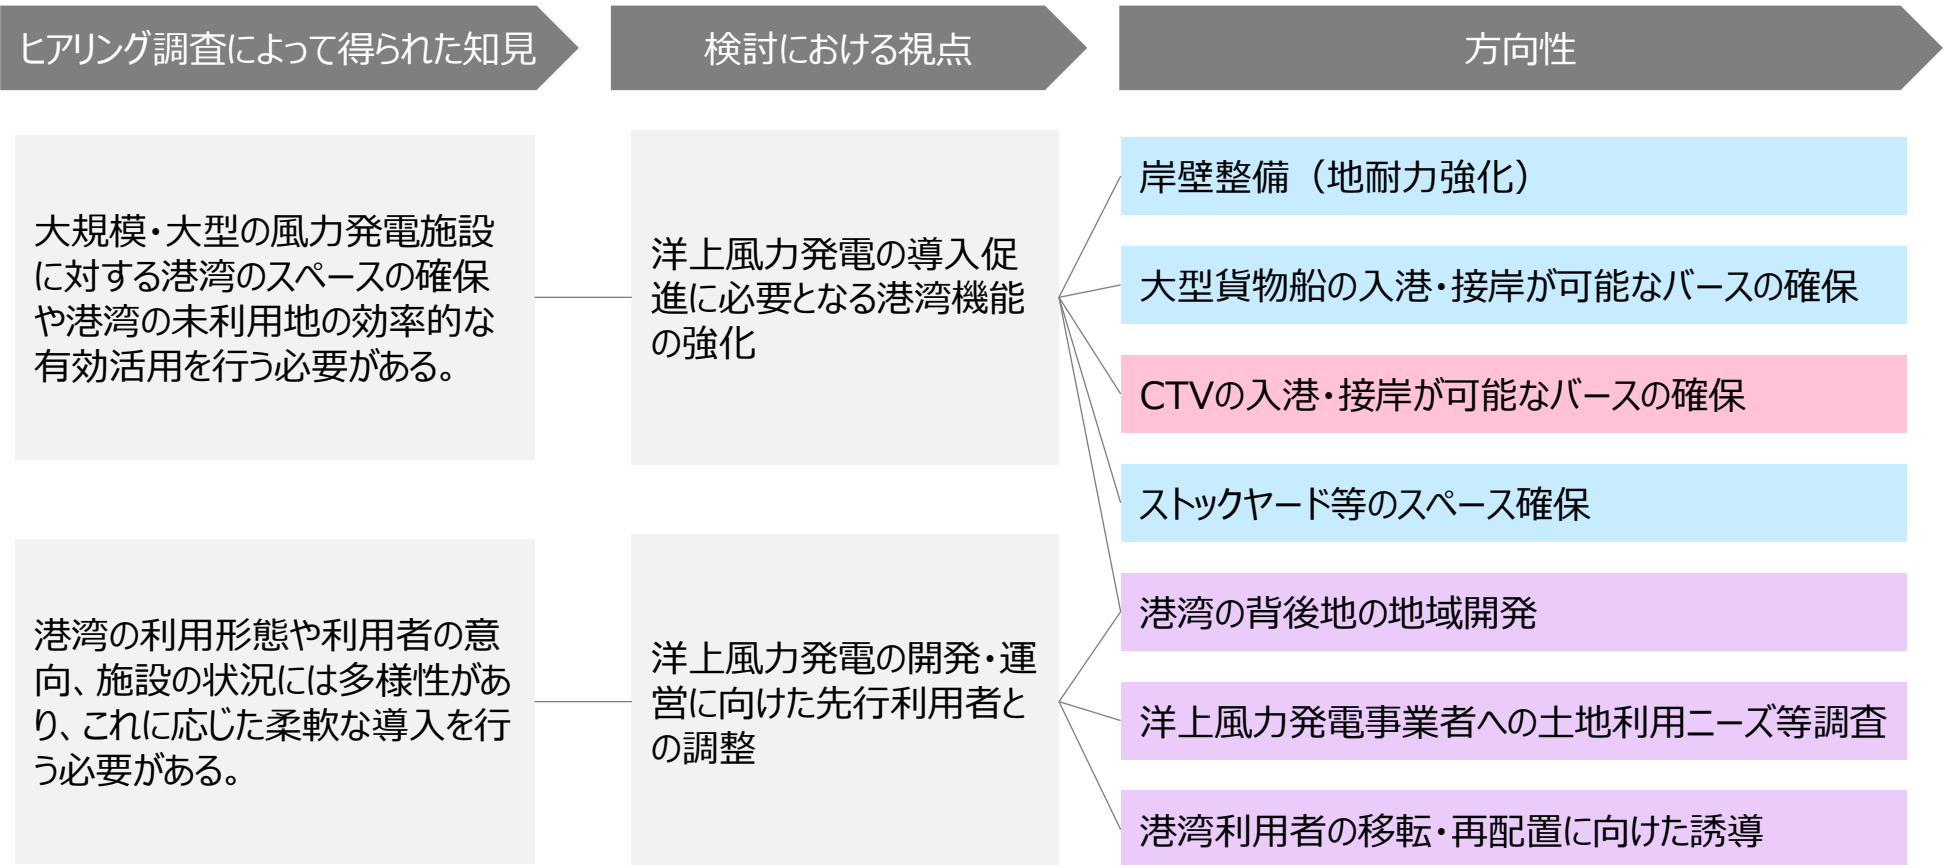 ヒアリング調査によって得られた知見
検討における視点
方向性
大規模・大型の風力発電施設
に対する港湾のスペースの確保
や港湾の未利用地の効率的な
有効活用を行う必要がある。
洋上風力発電の導入促
進に必要となる港湾機能
の強化
岸壁整備（地耐力強化）
大型貨物船の入港・接岸が可能なバースの確保
CTVの入港・接岸が可能なバースの確保
ストックヤード等のスペース確保
港湾の利用形態や利用者の意
向、施設の状況には多様性があ
り、これに応じた柔軟な導入を行
う必要がある。
洋上風力発電の開発・運
営に向けた先行利用者と
の調整
港湾の背後地の地域開発
洋上風力発電事業者への土地利用ニーズ等調査
港湾利用者の移転・再配置に向けた誘導